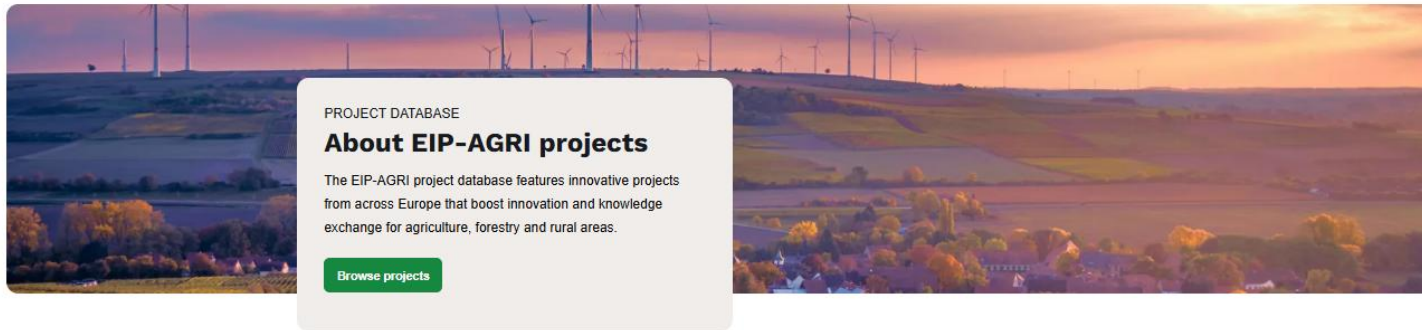 PROJECT DATABASE
About EIP-AGRI projects
The EIP-AGRI project database features innovative projects
from across Europe that boost innovation and knowledge
exchange for agriculture, forestry and rural areas.
Browse projects